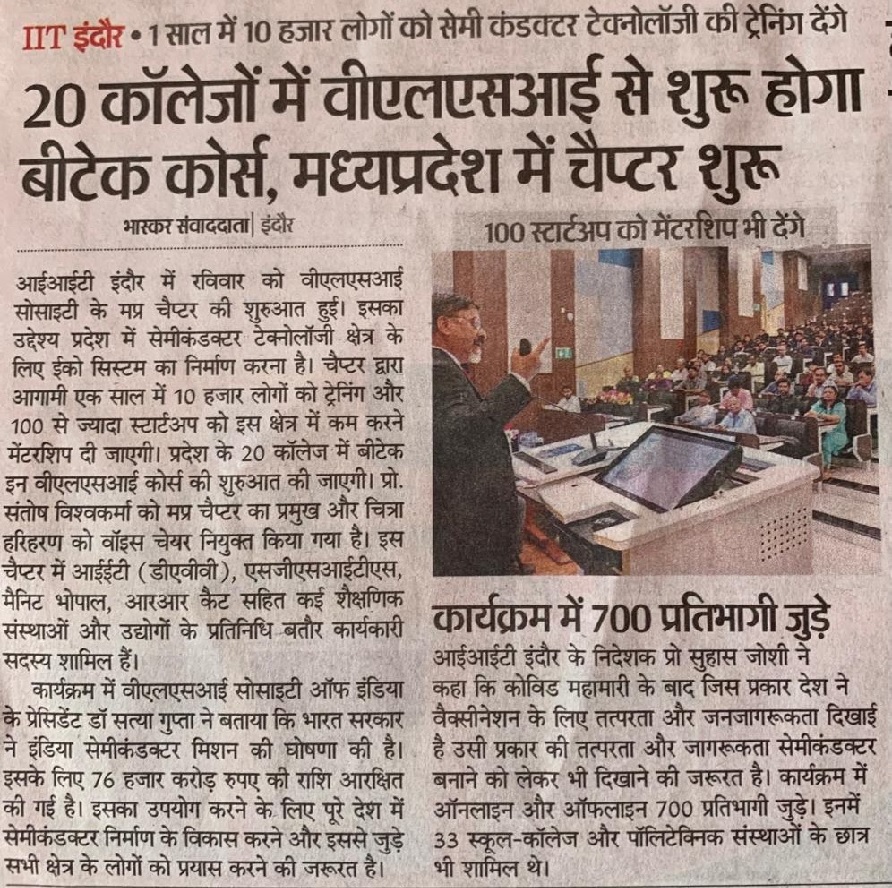 IIT इंदौर • 1 साल में 10 हजार लोगों को सेमी कंडक्टर टेक्नोलॉजी की ट्रेनिंग देंगे
20 कॉलेजों में वीएलएसआई से शुरू होगा
बीटेक कोर्स, मध्यप्रदेश में चैप्टर शुरू
भास्कर संवाददाता| इंदौर
आईआईटी इंदौर में रविवार को वीएलएसआई
सोसाइटी के मप्र चैप्टर की शुरुआत हुई। इसका
उद्देश्य प्रदेश में सेमीकंडक्टर टेक्नोलॉजी क्षेत्र के
लिए ईको सिस्टम का निर्माण करना है। चैप्टर द्वारा
आगामी एक साल में 10 हजार लोगों को ट्रेनिंग और
100 से ज्यादा स्टार्टअप को इस क्षेत्र में कम करने
मेंटरशिप दी जाएगी। प्रदेश के 20 कॉलेज में बीटेक
इन वीएलएसआई कोर्स की शुरुआत की जाएगी। प्रो.
संतोष विश्वकर्मा को मप्र चैप्टर का प्रमुख और चित्रा
हरिहरण को वॉइस चेयर नियुक्त किया गया है। इस
चैप्टर में आईईटी (डीएवीवी), एसजीएसआईटीएस,
मैनिट भोपाल, आरआर कैट सहित कई शैक्षणिक
संस्थाओं और उद्योगों के प्रतिनिधि बतौर कार्यकारी
सदस्य शामिल हैं।
कार्यक्रम में वीएलएसआई सोसाइटी ऑफ इंडिया
के प्रेसिडेंट डॉ सत्या गुप्ता ने बताया कि भारत सरकार
ने इंडिया सेमीकंडक्टर मिशन की घोषणा की है।
इसके लिए 76 हजार करोड़ रुपए की राशि आरक्षित
की गई है। इसका उपयोग करने के लिए पूरे देश में
सेमीकंडक्टर निर्माण के विकास करने और इससे जुड़े
सभी क्षेत्र के लोगों को प्रयास करने की जरूरत है।
100 स्टार्टअप को मेंटरशिप भी देंगे
कार्यक्रम में 700 प्रतिभागी जुड़े
आईआईटी इंदौर के निदेशक प्रो सुहास जोशी ने
कहा कि कोविड महामारी के बाद जिस प्रकार देश ने
वैक्सीनेशन के लिए तत्परता और जनजागरूकता दिखाई
है उसी प्रकार की तत्परता और जागरूकता सेमीकंडक्टर
बनाने को लेकर भी दिखाने की जरूरत है। कार्यक्रम में
ऑनलाइन और ऑफलाइन 700 प्रतिभागी जुड़े। इनमें
33 स्कूल-कॉलेज और पॉलिटेक्निक संस्थाओं के छात्र
भी शामिल थे।